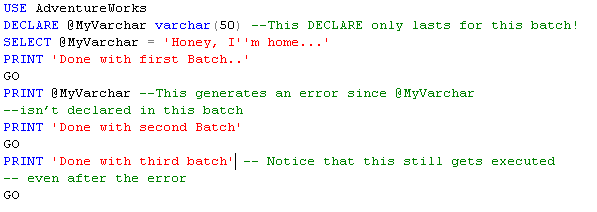 USE AdventureWorks
DECLARE @MyVarchar varchar(50) --This DECLARE only lasts for this batch!
SELECT @MyVarchar = 'Honey, I''m home...'
PRINT 'Done with first Batch..'
GO
PRINT @MyVarchar --This generates an error since @MyVarchar
--isn’t declared in this batch
PRINT 'Done with second Batch'
GO
PRINT 'Done with third batch' -- Notice that this still gets executed
-- even after the error
GO